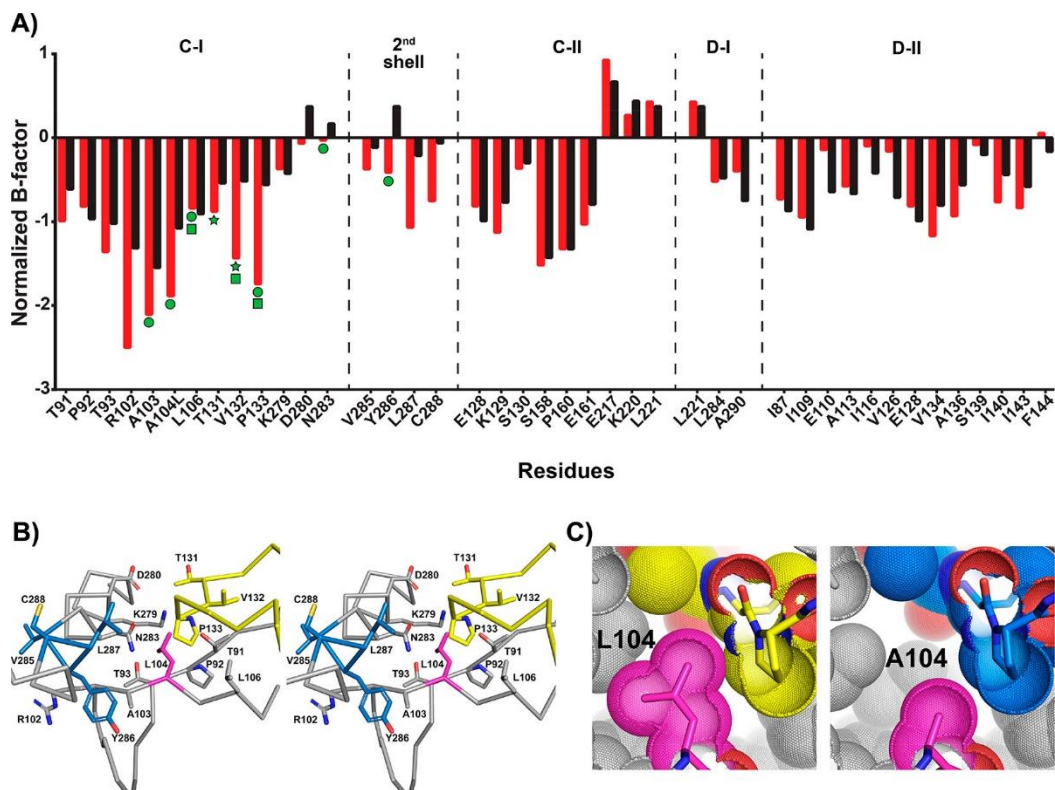 A)
C-I
2nd shell
C-II
D-I
D-II
Normalized B-factor
1
0
-1
-2
-3
T91 P92 T93 R102 A103 A104L L106 T131 V132 P133 K279 D280 N283 V285 Y286 L287 C288 E128 K129 S130 S158 P160 E161 E217 K220 L221 L221 L284 A290 I87 I109 E110 A113 I116 V126 E128 V134 A136 S139 I140 I143 F144
Residues
B)
T131
D280
C288
V132
K279
P133
N283
L287
T91
V285
L104
P92
T93
L106
R102
A103
Y286
T131
D280
C288
V132
K279
P133
N283
L287
T91
V285
L104
P92
T93
L106
R102
A103
Y286
C)
L104
A104